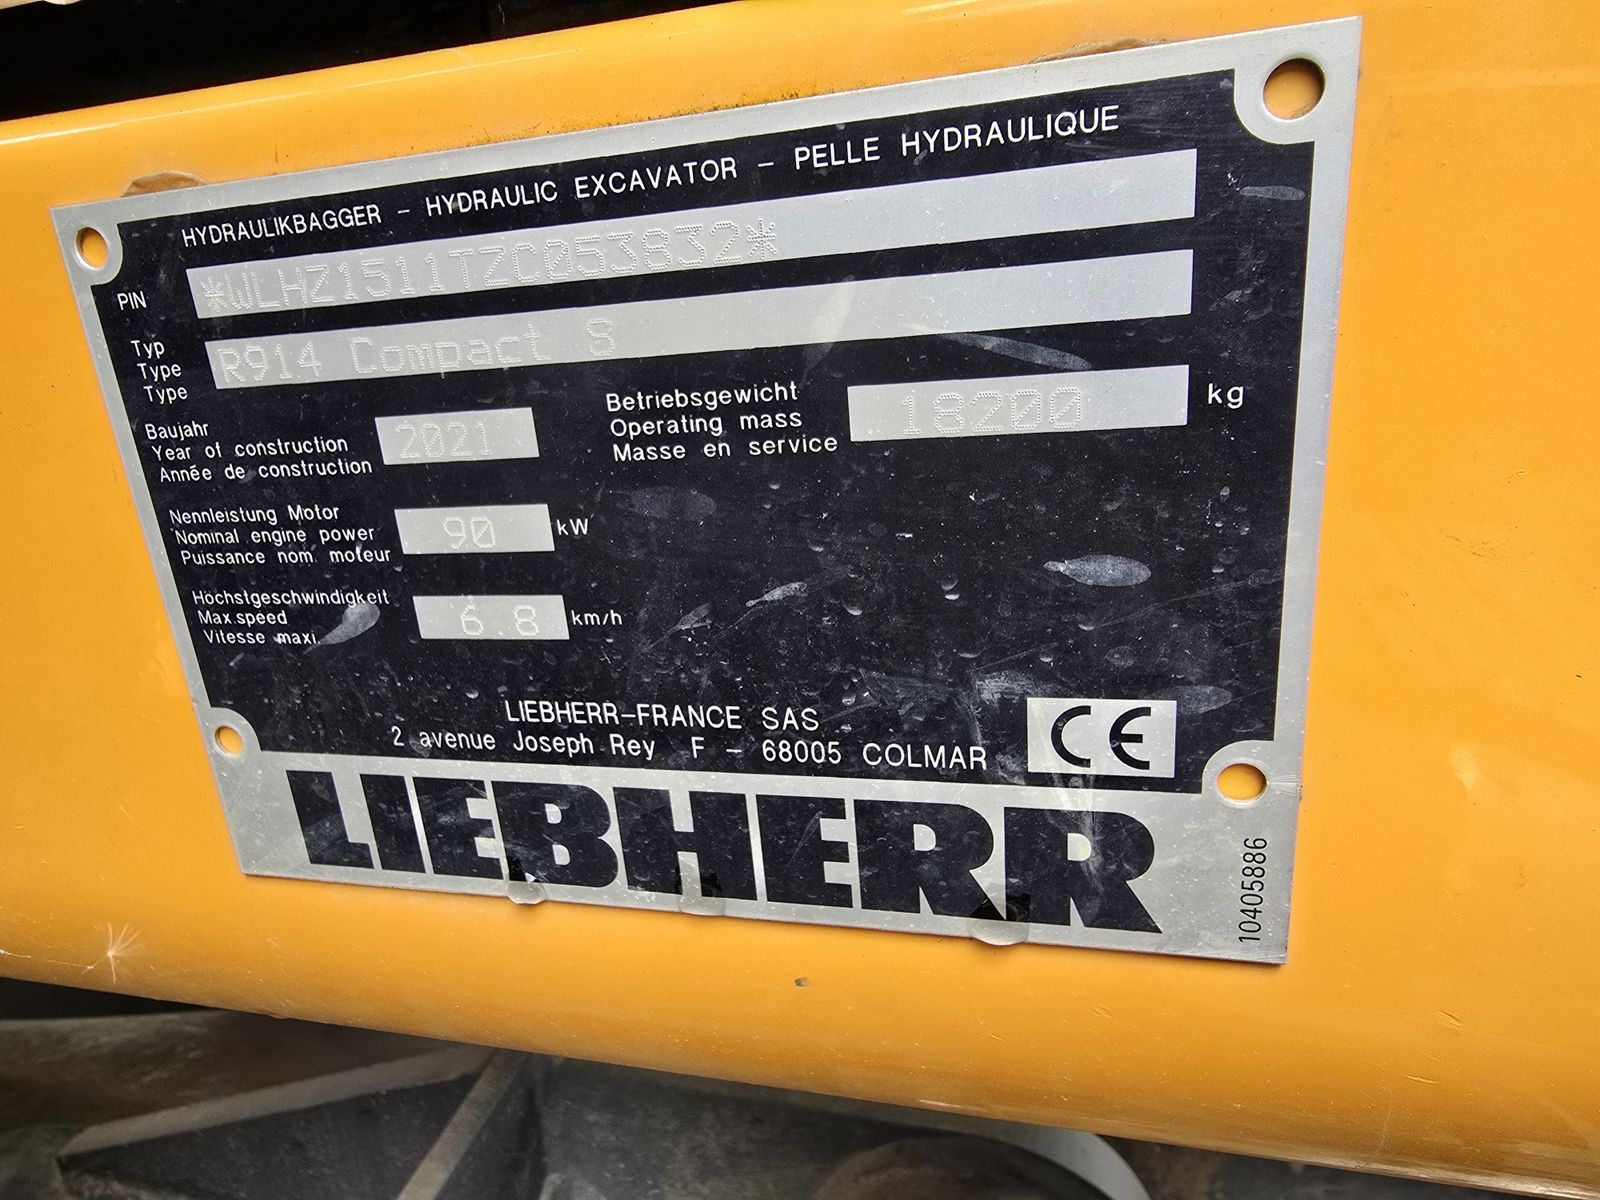 HYDRAULIKBAGGER - HYDRAULIC EXCAVATOR - PELLE HYDRAULIQUE
PIN *WLHZ1511TZC053832*
Typ
Type
Type
R914 Compact S
Baujahr
Year of construction
Année de construction
2021
Betriebsgewicht
Operating mass
Masse en service
18200 kg
Nennleistung Motor
Nominal engine power
Puissance nom. moteur
90 kW
Höchstgeschwindigkeit
Max.speed
Vitesse maxi.
6.8 km/h
LIEBHERR-FRANCE SAS
2 avenue Joseph Rey F - 68005 COLMAR
CE
LIEBHERR
10405886